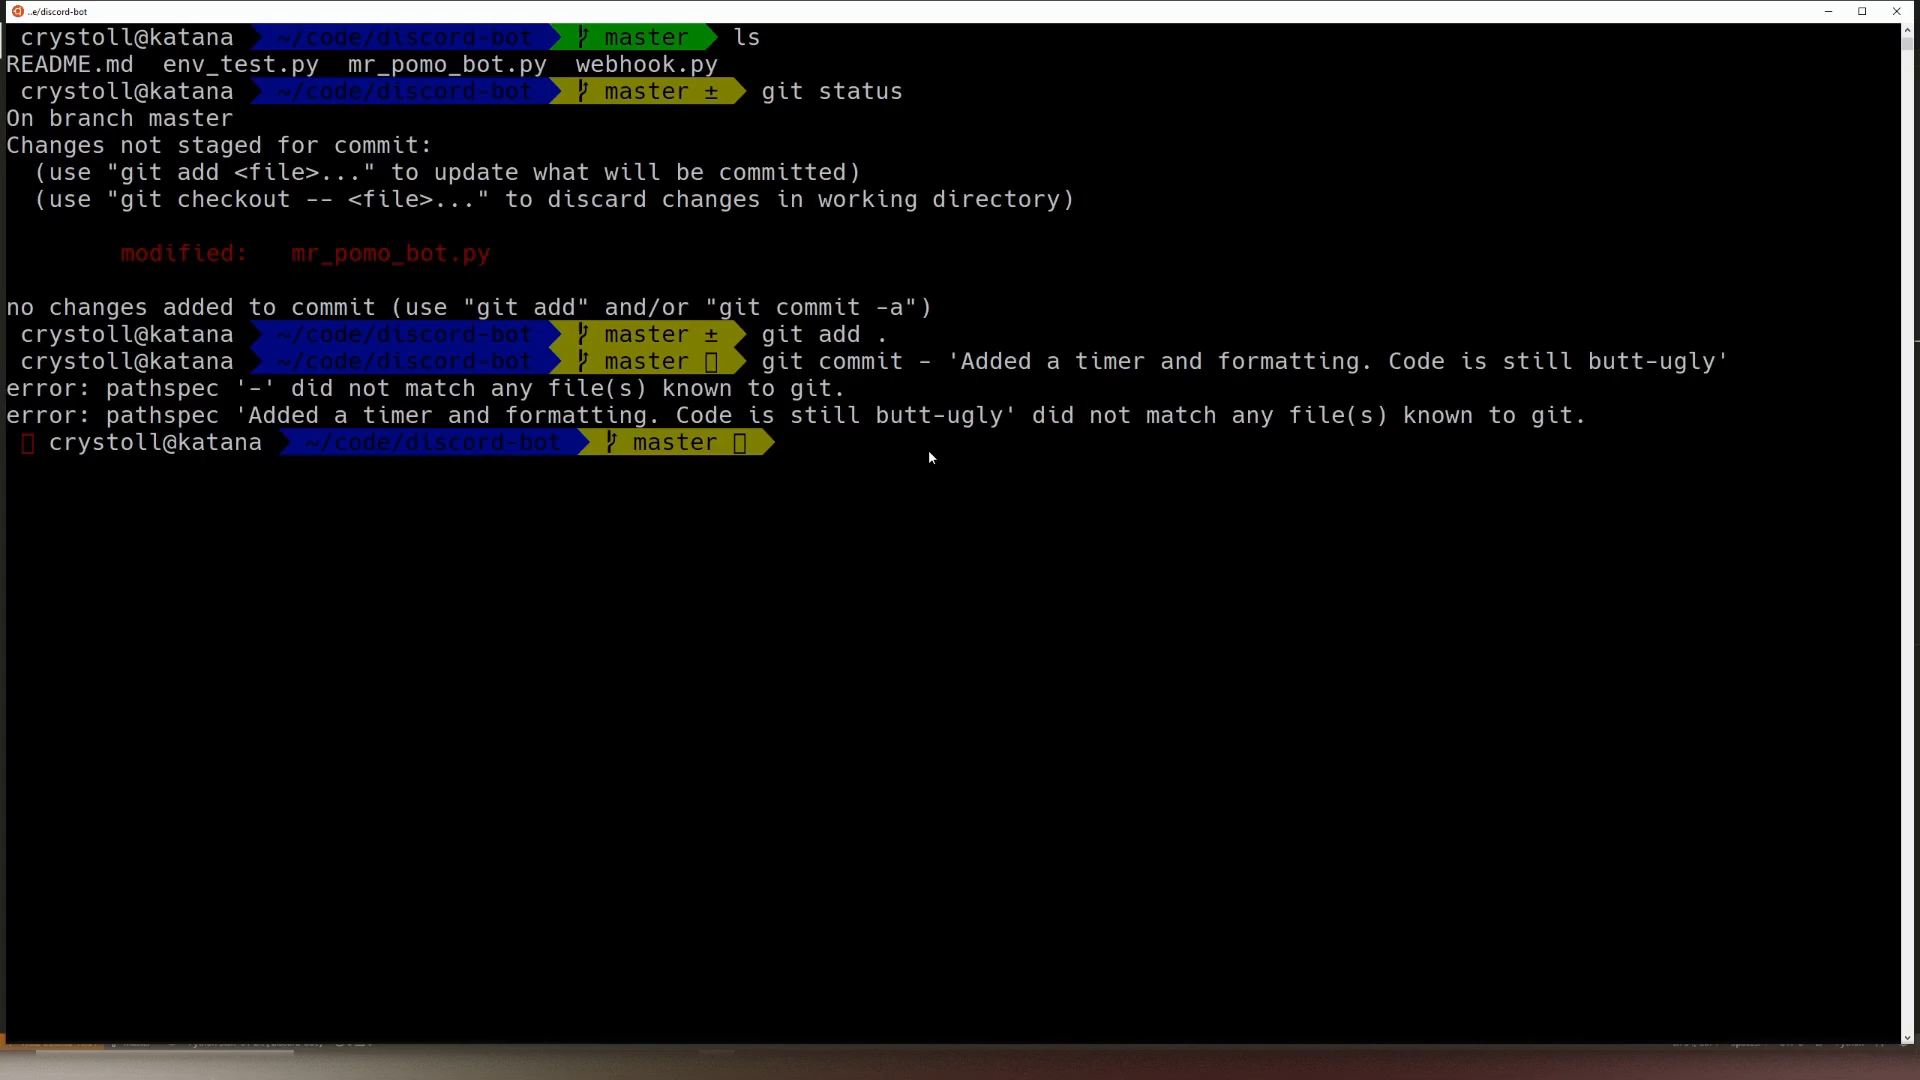 ..e/discord-bot
crystoll@katana ~/code/discord-bot master ls
README.md env_test.py mr_pomo_bot.py webhook.py
crystoll@katana ~/code/discord-bot master ± git status
On branch master
Changes not staged for commit:
(use "git add <file>..." to update what will be committed)
(use "git checkout -- <file>..." to discard changes in working directory)
modified: mr_pomo_bot.py
no changes added to commit (use "git add" and/or "git commit -a")
crystoll@katana ~/code/discord-bot master ± git add .
crystoll@katana ~/code/discord-bot master git commit - 'Added a timer and formatting. Code is still butt-ugly'
error: pathspec '-' did not match any file(s) known to git.
error: pathspec 'Added a timer and formatting. Code is still butt-ugly' did not match any file(s) known to git.
crystoll@katana ~/code/discord-bot master